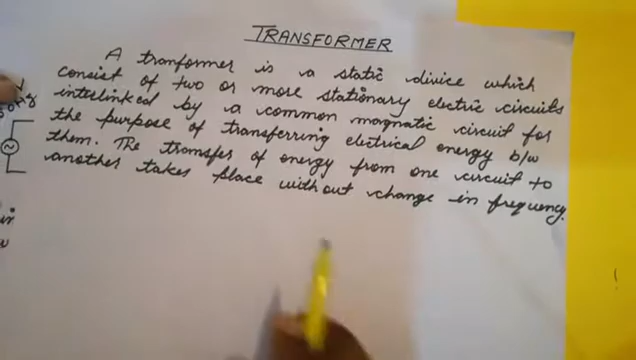 TRANSFORMER
A tranformer is a static divice which
consist of two or more stationary electric circuits
interlinked by a common magnatic circuit for
the purpose of transferring electrical energy b/w
them. The transfer of energy from one circuit to
another takes place without change in frequency.